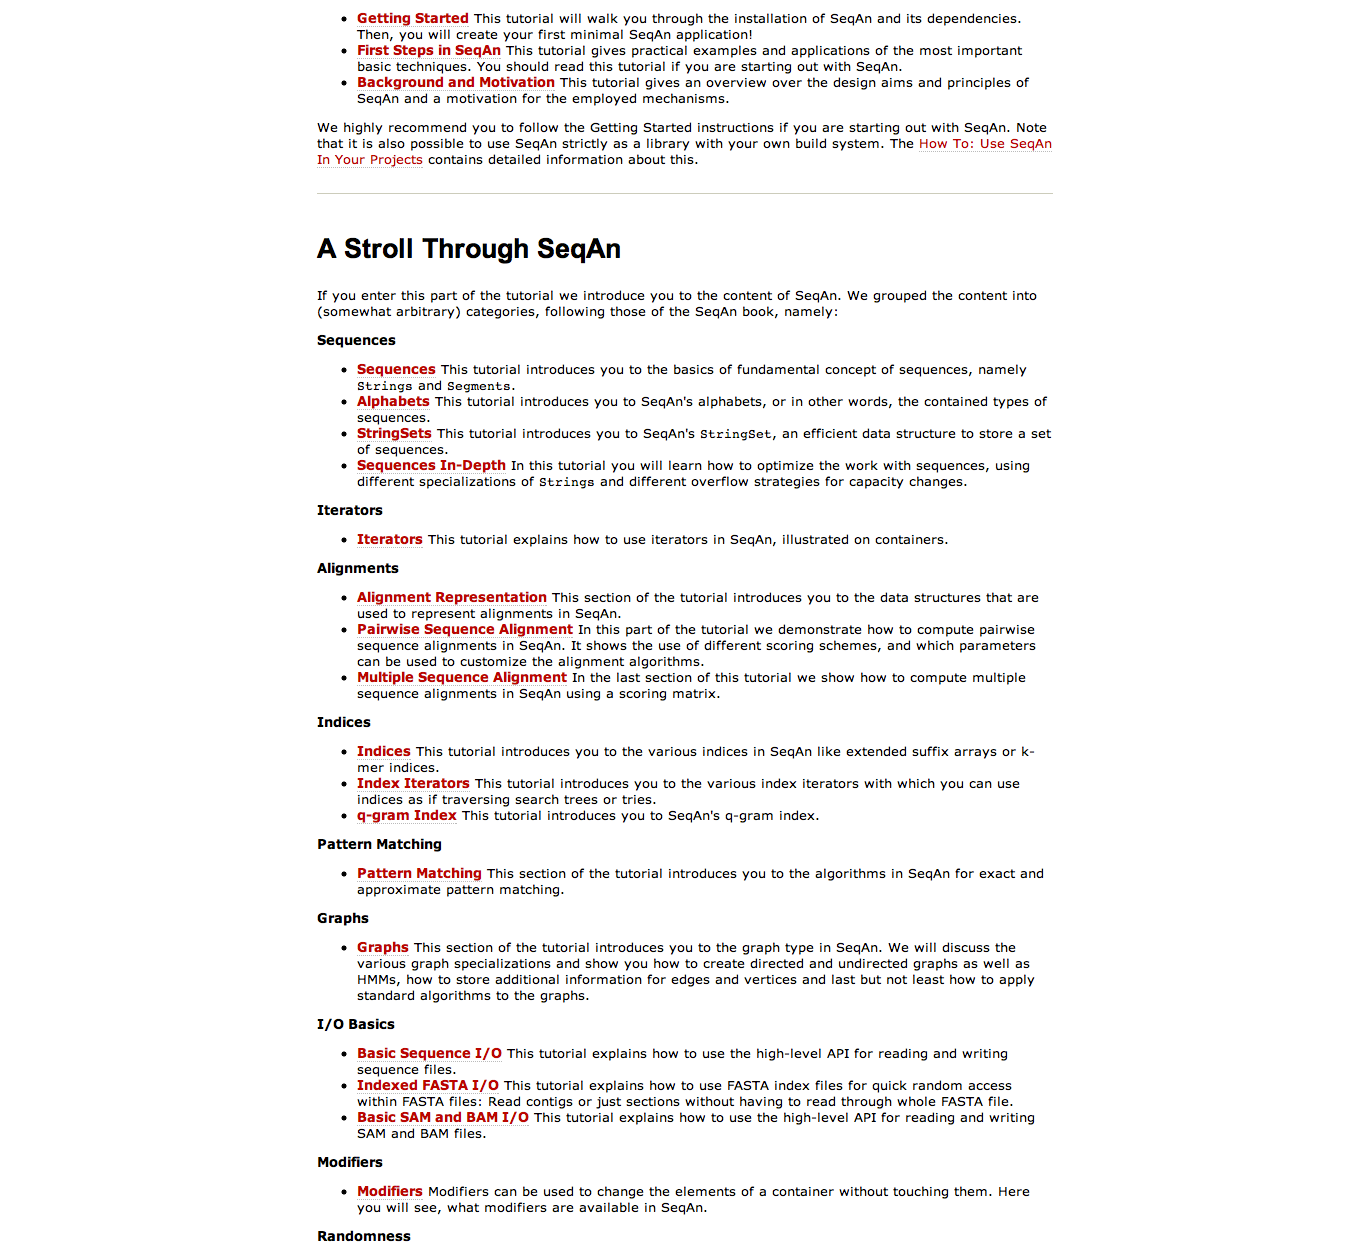 Getting Started This tutorial will walk you through the installation of SeqAn and its dependencies.
Then, you will create your first minimal SeqAn application!
First Steps in SeqAn This tutorial gives practical examples and applications of the most important
basic techniques. You should read this tutorial if you are starting out with SeqAn.
Background and Motivation This tutorial gives an overview over the design aims and principles of
SeqAn and a motivation for the employed mechanisms.
We highly recommend you to follow the Getting Started instructions if you are starting out with SeqAn. Note
that it is also possible to use SeqAn strictly as a library with your own build system. The How To: Use SeqAn
In Your Projects contains detailed information about this.
A Stroll Through SeqAn
If you enter this part of the tutorial we introduce you to the content of SeqAn. We grouped the content into
(somewhat arbitrary) categories, following those of the SeqAn book, namely:
Sequences
Sequences This tutorial introduces you to the basics of fundamental concept of sequences, namely
Strings and Segments.
Alphabets This tutorial introduces you to SeqAn's alphabets, or in other words, the contained types of
sequences.
StringSets This tutorial introduces you to SeqAn's StringSet, an efficient data structure to store a set
of sequences.
Sequences In-Depth In this tutorial you will learn how to optimize the work with sequences, using
different specializations of Strings and different overflow strategies for capacity changes.
Iterators
Iterators This tutorial explains how to use iterators in SeqAn, illustrated on containers.
Alignments
Alignment Representation This section of the tutorial introduces you to the data structures that are
used to represent alignments in SeqAn.
Pairwise Sequence Alignment In this part of the tutorial we demonstrate how to compute pairwise
sequence alignments in SeqAn. It shows the use of different scoring schemes, and which parameters
can be used to customize the alignment algorithms.
Multiple Sequence Alignment In the last section of this tutorial we show how to compute multiple
sequence alignments in SeqAn using a scoring matrix.
Indices
Indices This tutorial introduces you to the various indices in SeqAn like extended suffix arrays or k-
mer indices.
Index Iterators This tutorial introduces you to the various index iterators with which you can use
indices as if traversing search trees or tries.
q-gram Index This tutorial introduces you to SeqAn's q-gram index.
Pattern Matching
Pattern Matching This section of the tutorial introduces you to the algorithms in SeqAn for exact and
approximate pattern matching.
Graphs
Graphs This section of the tutorial introduces you to the graph type in SeqAn. We will discuss the
various graph specializations and show you how to create directed and undirected graphs as well as
HMMs, how to store additional information for edges and vertices and last but not least how to apply
standard algorithms to the graphs.
I/O Basics
Basic Sequence I/O This tutorial explains how to use the high-level API for reading and writing
sequence files.
Indexed FASTA I/O This tutorial explains how to use FASTA index files for quick random access
within FASTA files: Read contigs or just sections without having to read through whole FASTA file.
Basic SAM and BAM I/O This tutorial explains how to use the high-level API for reading and writing
SAM and BAM files.
Modifiers
Modifiers Modifiers can be used to change the elements of a container without touching them. Here
you will see, what modifiers are available in SeqAn.
Randomness